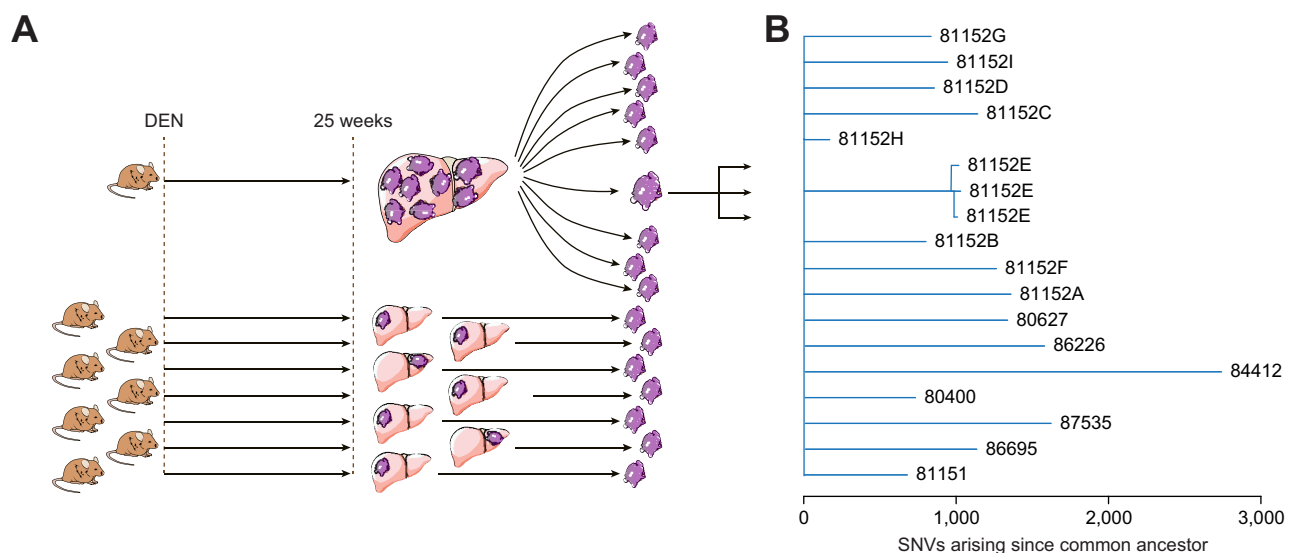 A
DEN
25 weeks
B
81152G
81152I
81152D
81152C
81152H
81152E
81152E
81152E
81152B
81152F
81152A
80627
86226
84412
80400
87535
86695
81151
0 1,000 2,000 3,000
SNVs arising since common ancestor